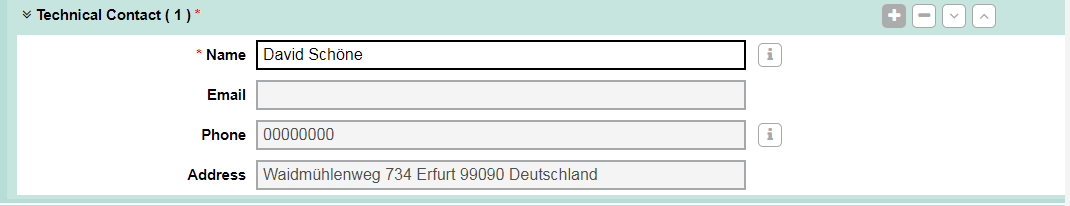 Technical Contact ( 1 ) *
* Name David Schöne
Email
Phone 00000000
Address Waidmühlenweg 734 Erfurt 99090 Deutschland